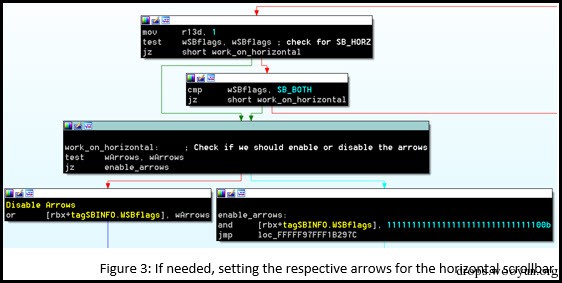 mov r13d, 1
test wSBflags, wSBflags ; check for SB_HORZ
jz short work_on_horizontal
cmp wSBflags, SB_BOTH
jz short work_on_horizontal
work_on_horizontal: ; Check if we should enable or disable the arrows
test wArrows, wArrows
jz enable_arrows
Disable Arrows
or [rbx+tagSBINFO.WSBflags], wArrows
enable_arrows:
and [rbx+tagSBINFO.WSBflags], 11111111111111111111111111111100b
jmp loc_FFFFF97FFF1B297C
Figure 3: If needed, setting the respective arrows for the horizontal scrollbar
drops.wooyun.org